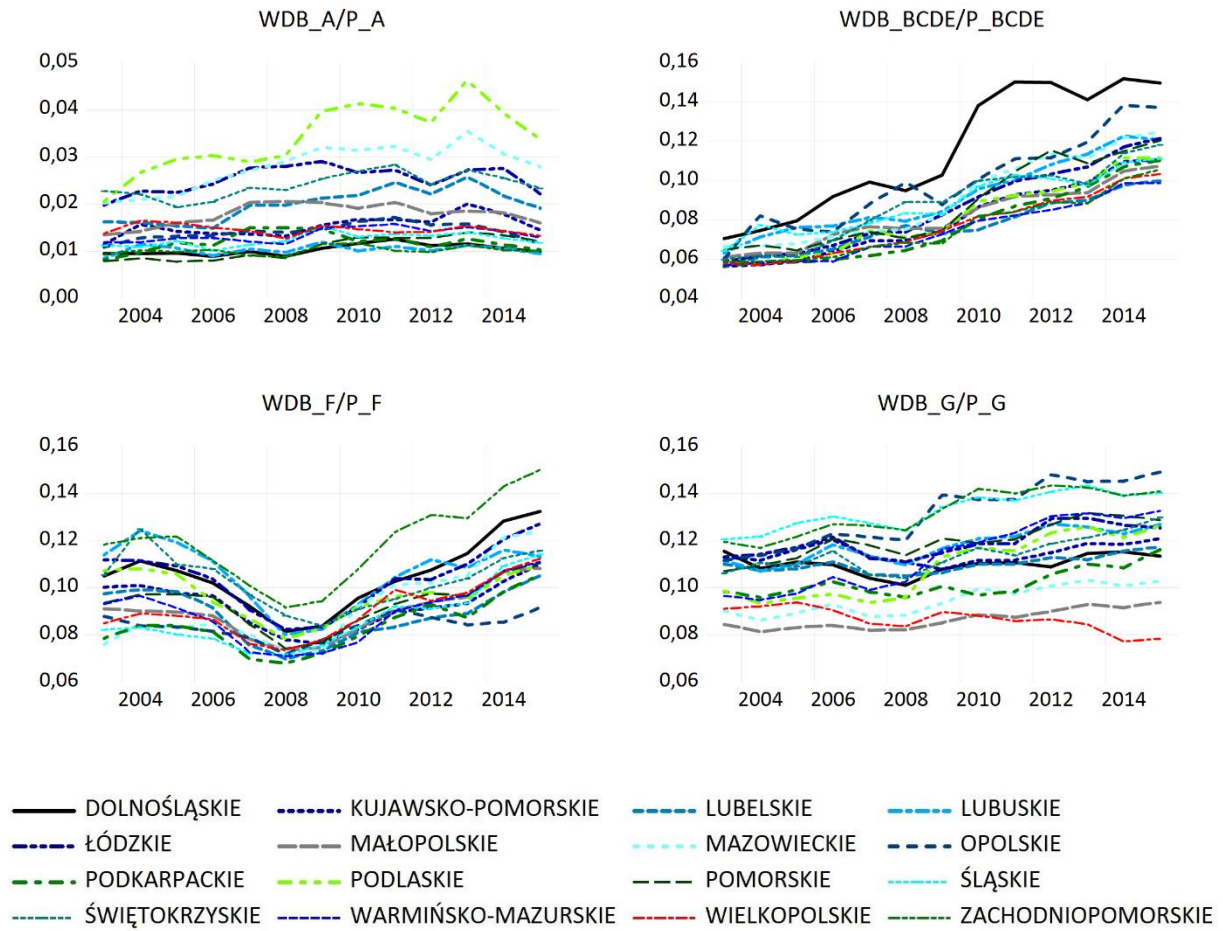 WDB_A/P_A
0,05
0,04
0,03
0,02
0,01
0,00
2004 2006 2008 2010 2012 2014
WDB_BCDE/P_BCDE
0,16
0,14
0,12
0,10
0,08
0,06
0,04
2004 2006 2008 2010 2012 2014
WDB_F/P_F
0,16
0,14
0,12
0,10
0,08
0,06
2004 2006 2008 2010 2012 2014
WDB_G/P_G
0,16
0,14
0,12
0,10
0,08
0,06
2004 2006 2008 2010 2012 2014
DOLNOŚLĄSKIE KUJAWSKO-POMORSKIE LUBELSKIE LUBUSKIE
ŁÓDZKIE MAŁOPOLSKIE MAZOWIECKIE OPOLSKIE
PODKARPACKIE PODLASKIE POMORSKIE ŚLĄSKIE
ŚWIĘTOKRZYSKIE WARMIŃSKO-MAZURSKIE WIELKOPOLSKIE ZACHODNIOPOMORSKIE